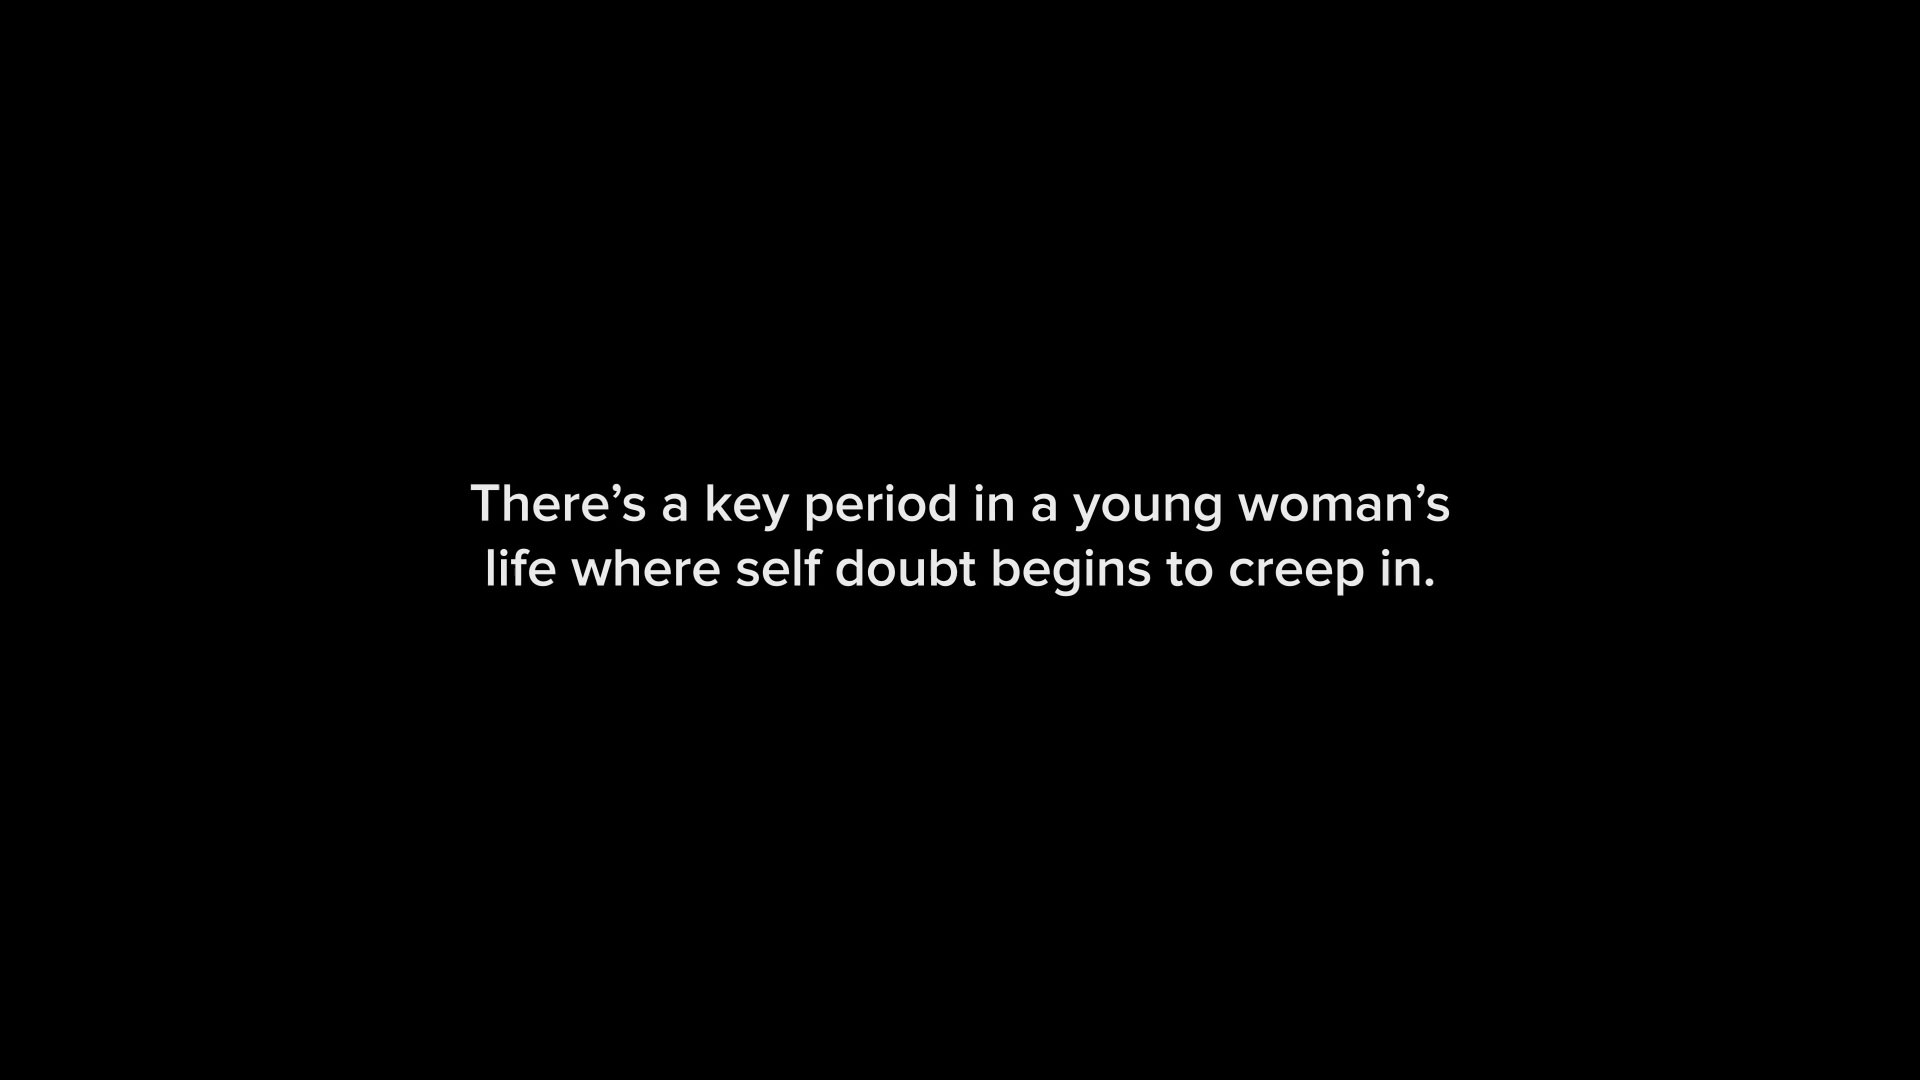 There’s a key period in a young woman’s
life where self doubt begins to creep in.